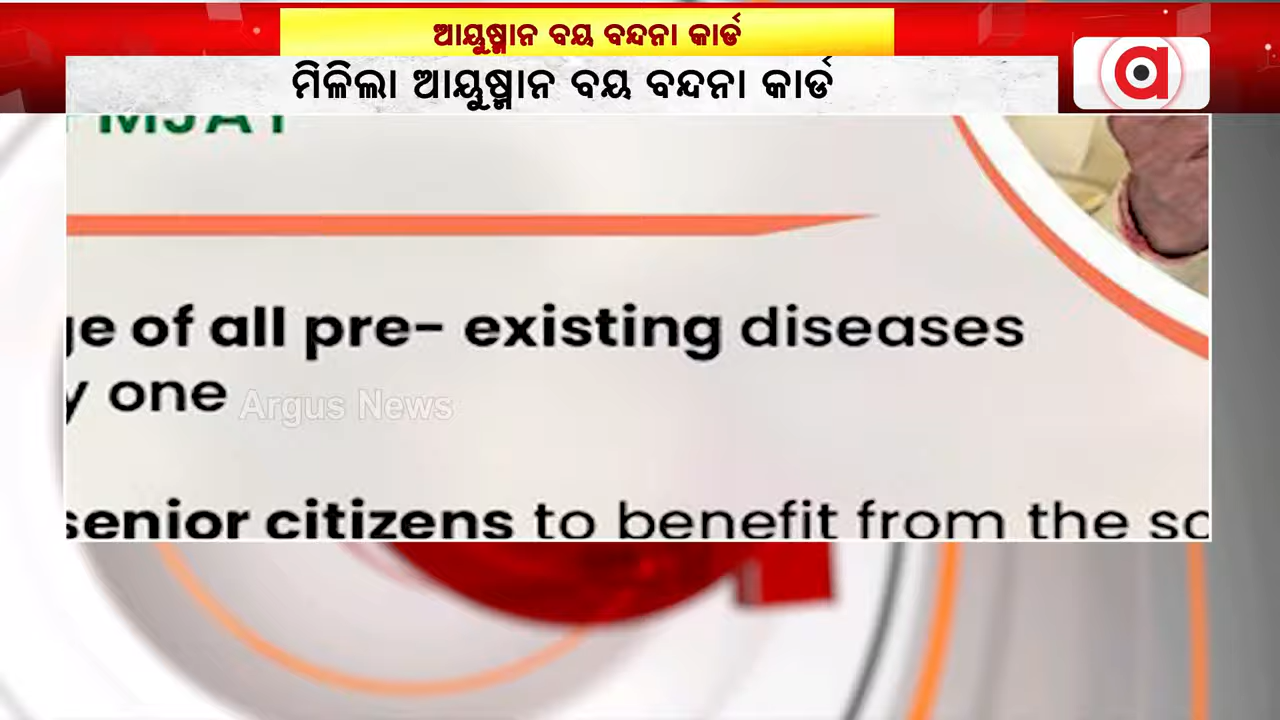 ଆୟୁଷ୍ମାନ ବୟ ବନ୍ଦନା କାର୍ଡ
ମିଳିଲା ଆୟୁଷ୍ମାନ ବୟ ବନ୍ଦନା କାର୍ଡ
a
MJAY
ge of all pre- existing diseases
y one
Argus News
senior citizens to benefit from the sc